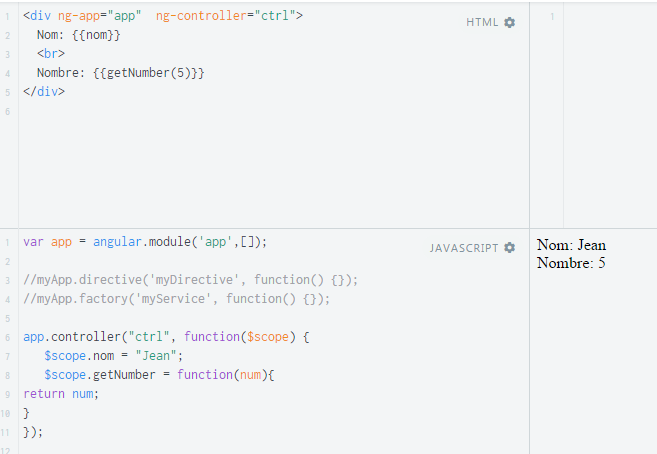 1 <div ng-app="app"  ng-controller="ctrl">
HTML
2 Nom: {{nom}}
3 <br>
4 Nombre: {{getNumber(5)}}
5 </div>
6
1
1 var app = angular.module('app',[]);
JAVASCRIPT
2
3 //myApp.directive('myDirective', function() {});
4 //myApp.factory('myService', function() {});
5
6 app.controller("ctrl", function($scope) {
7 $scope.nom = "Jean";
8 $scope.getNumber = function(num){
9 return num;
10 }
11 });
12
Nom: Jean
Nombre: 5